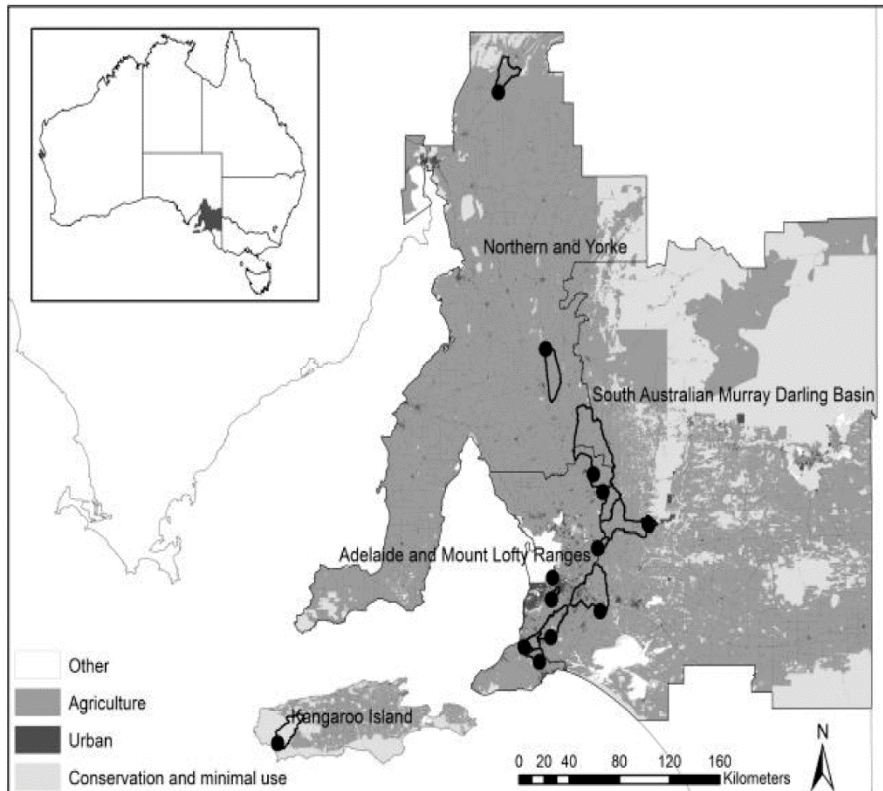 Northern and Yorke
South Australian Murray Darling Basin
Adelaide and Mount Lofty Ranges
Kangaroo Island
Other
Agriculture
Urban
Conservation and minimal use
N
0 20 40 80 120 160
Kilometers